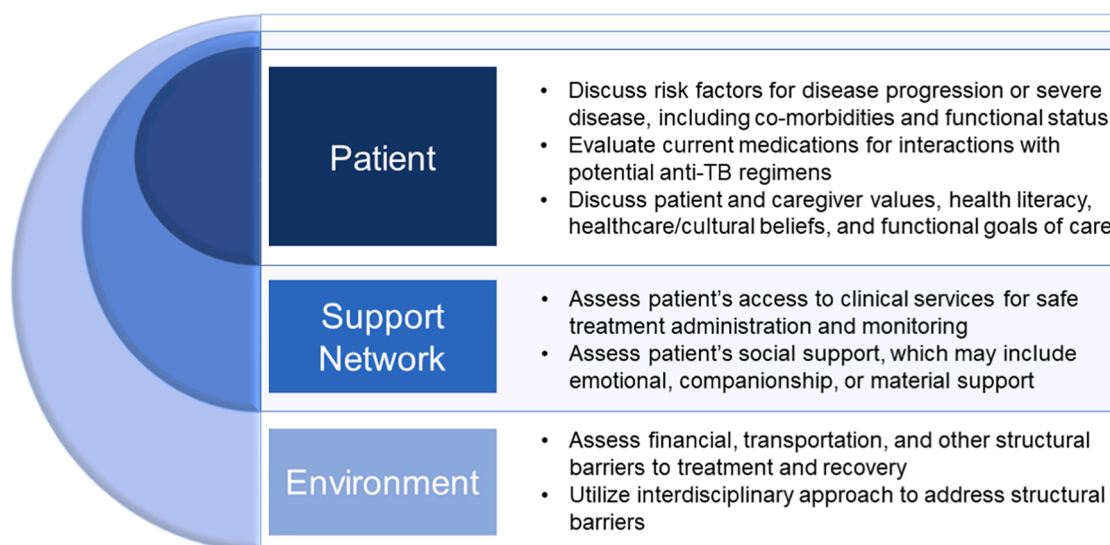 Patient
• Discuss risk factors for disease progression or severe
disease, including co-morbidities and functional status
• Evaluate current medications for interactions with
potential anti-TB regimens
• Discuss patient and caregiver values, health literacy,
healthcare/cultural beliefs, and functional goals of care
Support
Network
• Assess patient's access to clinical services for safe
treatment administration and monitoring
• Assess patient's social support, which may include
emotional, companionship, or material support
Environment
• Assess financial, transportation, and other structural
barriers to treatment and recovery
• Utilize interdisciplinary approach to address structural
barriers